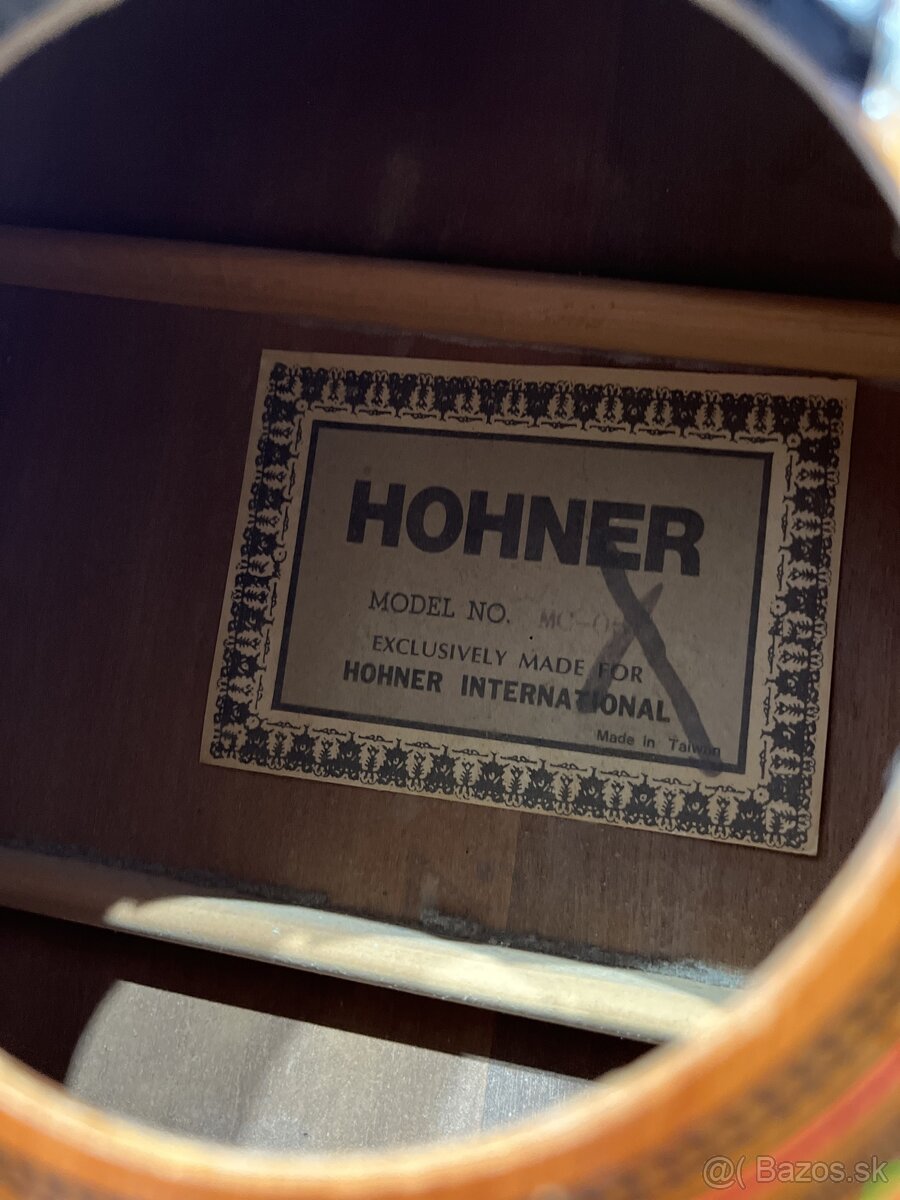 HOHNER
MODEL NO.
EXCLUSIVELY MADE FOR
HOHNER INTERNATIONAL
Made in Taiwan
@( Bazos.sk